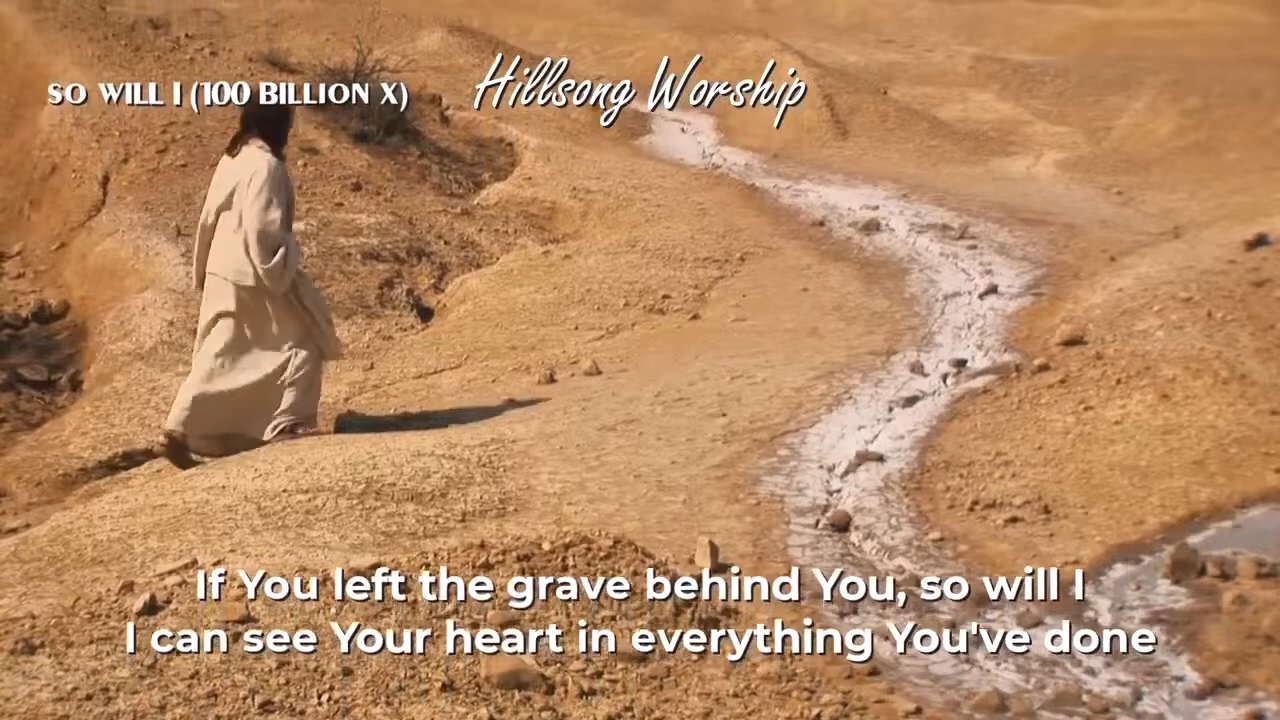 SO WILL I (100 BILLION X)
Hillsong Worship
If You left the grave behind You, so will I
I can see Your heart in everything You've done